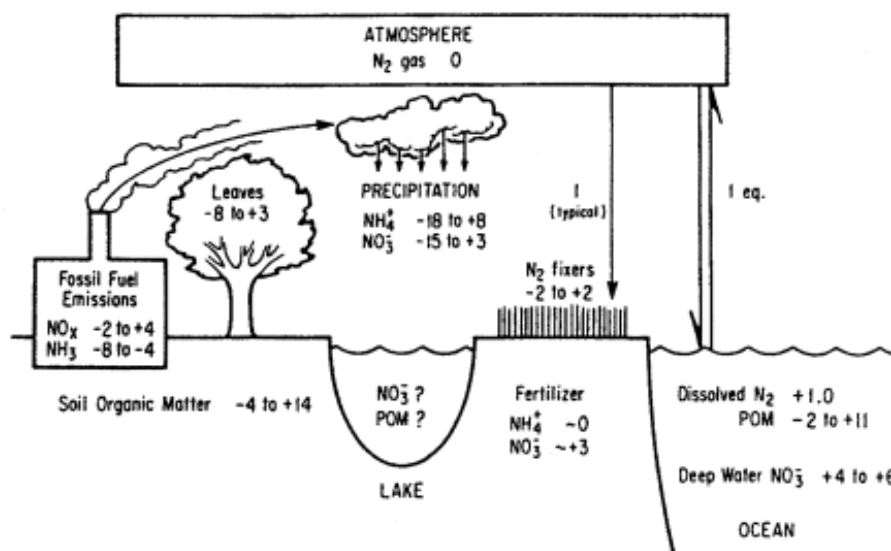 ATMOSPHERE
N₂ gas 0
Leaves
-8 to +3
PRECIPITATION
NH₄⁺ -18 to +8
NO₃⁻ -15 to +3
1
(typical)
1 eq.
N₂ fixers
-2 to +2
Fossil Fuel
Emissions
NOₓ -2 to +4
NH₃ -8 to -4
Soil Organic Matter -4 to +14
NO₃⁻ ?
POM ?
LAKE
Fertilizer
NH₄⁺ ~0
NO₃⁻ ~+3
Dissolved N₂ +1.0
POM -2 to +11
Deep Water NO₃⁻ +4 to +6
OCEAN